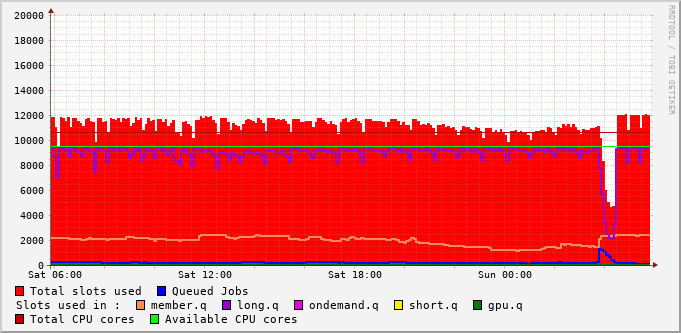 20000
18000
16000
14000
12000
10000
8000
6000
4000
2000
0
Sat 06:00 Sat 12:00 Sat 18:00 Sun 00:00
RRDTOOL / TOBI OETIKER
Total slots used Queued Jobs
Slots used in : member.q long.q ondemand.q short.q gpu.q
Total CPU cores Available CPU cores